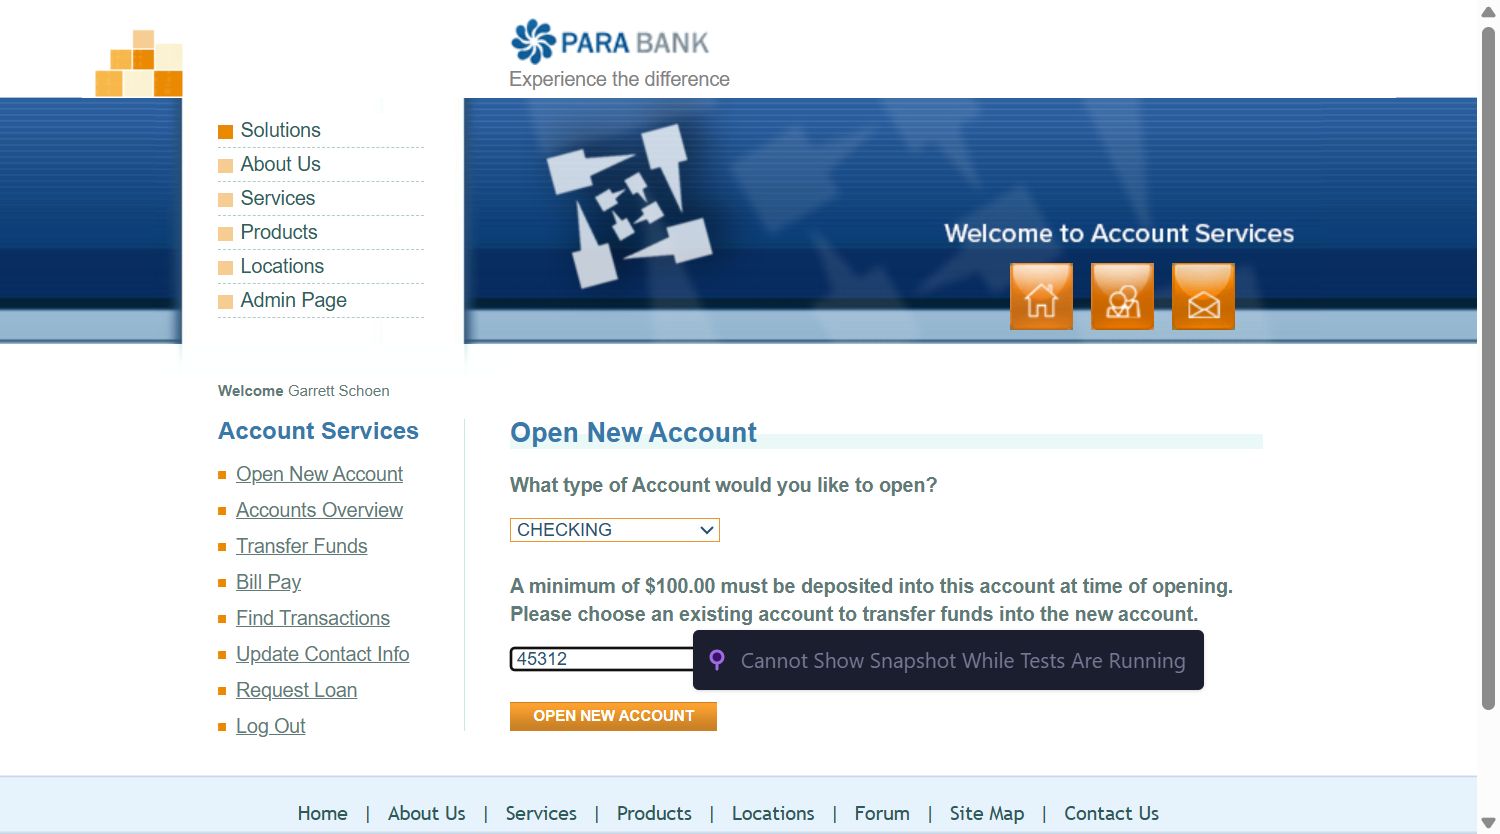 PARA BANK
Experience the difference
Solutions
About Us
Services
Products
Locations
Admin Page
Welcome to Account Services
Welcome Garrett Schoen
Account Services
Open New Account
Accounts Overview
Transfer Funds
Bill Pay
Find Transactions
Update Contact Info
Request Loan
Log Out
Open New Account
What type of Account would you like to open?
CHECKING
A minimum of $100.00 must be deposited into this account at time of opening.
Please choose an existing account to transfer funds into the new account.
45312
Cannot Show Snapshot While Tests Are Running
OPEN NEW ACCOUNT
Home | About Us | Services | Products | Locations | Forum | Site Map | Contact Us